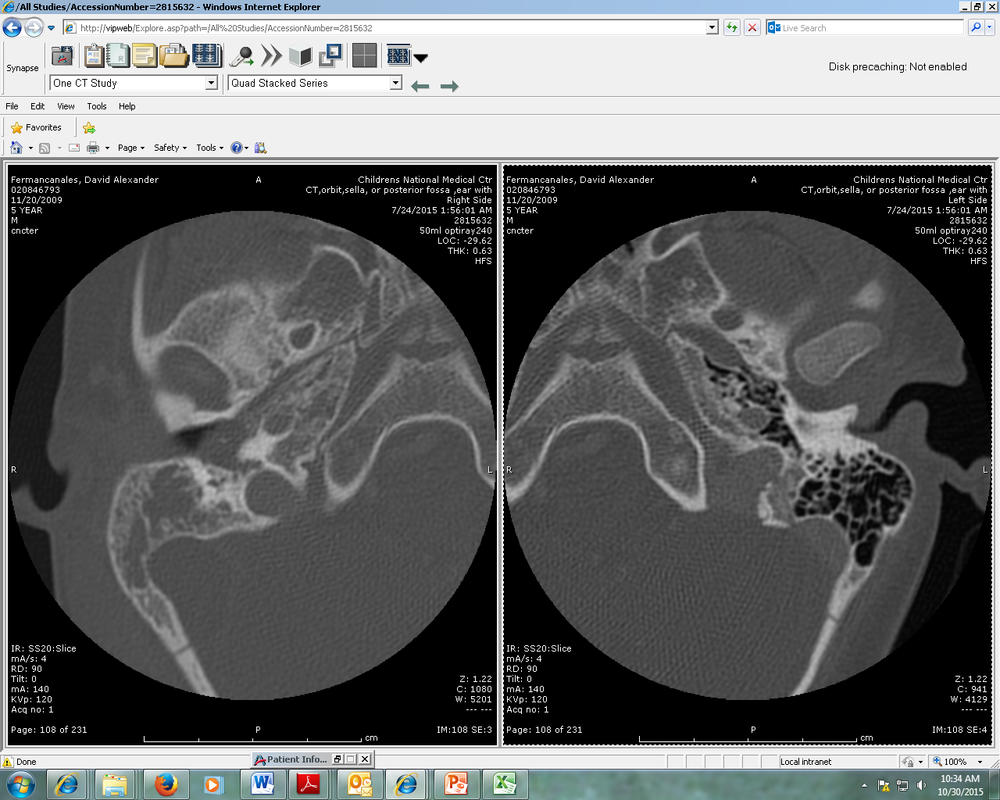 /All Studies/AccessionNumber=2815632 - Windows Internet Explorer
http://vipweb/Explore.asp?path=/All%20Studies/AccessionNumber=2815632
Live Search
Synapse
Disk precaching: Not enabled
One CT Study
Quad Stacked Series
File Edit View Tools Help
Favorites
Page Safety Tools
Fermancanales, David Alexander
020846793
11/20/2009
5 YEAR
M
cncter
A
Childrens National Medical Ctr
CT,orbit,sella, or posterior fossa ,ear with
Right Side
7/24/2015 1:56:01 AM
2815632
50ml optiray240
LOC: -29.62
THK: 0.63
HFS
R
L
IR: SS20:Slice
mA/s: 4
RD: 90
Tilt: 0
mA: 140
KVp: 120
Acq no: 1
Page: 108 of 231
P
cm
Z: 1.22
C: 1080
W: 5201
--- ---
IM:108 SE:3
Fermancanales, David Alexander
020846793
11/20/2009
5 YEAR
M
cncter
A
Childrens National Medical Ctr
CT,orbit,sella, or posterior fossa ,ear with
Left Side
7/24/2015 1:56:01 AM
2815632
50ml optiray240
LOC: -29.62
THK: 0.63
HFS
R
L
IR: SS20:Slice
mA/s: 4
RD: 90
Tilt: 0
mA: 140
KVp: 120
Acq no: 1
Page: 108 of 231
P
cm
Z: 1.22
C: 941
W: 4129
--- ---
IM:108 SE:4
Done
Patient Info...
Local intranet
100%
10:34 AM
10/30/2015